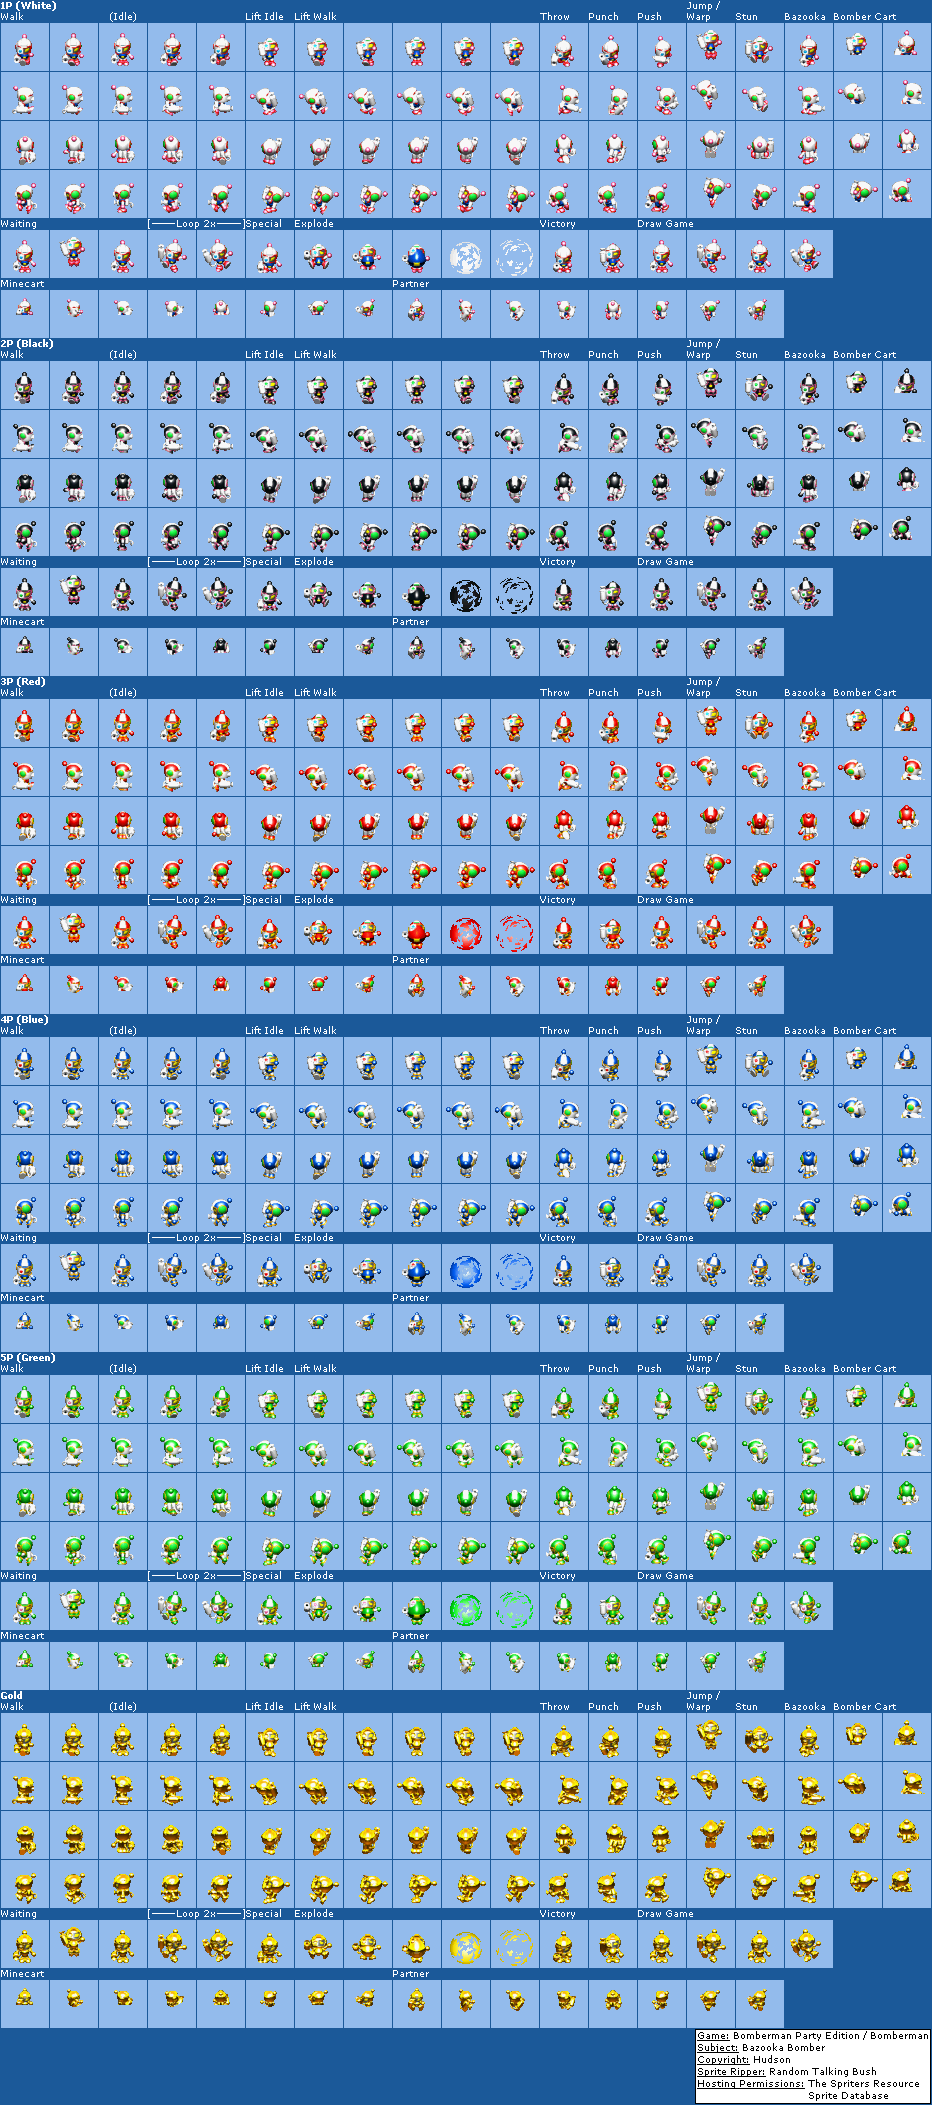 1P (White)
Walk (Idle) Lift Idle Lift Walk Throw Punch Push Jump / Warp Stun Bazooka Bomber Cart
Waiting [----Loop 2x----] Special Explode Victory Draw Game
Minecart Partner
2P (Black)
Walk (Idle) Lift Idle Lift Walk Throw Punch Push Jump / Warp Stun Bazooka Bomber Cart
Waiting [----Loop 2x----] Special Explode Victory Draw Game
Minecart Partner
3P (Red)
Walk (Idle) Lift Idle Lift Walk Throw Punch Push Jump / Warp Stun Bazooka Bomber Cart
Waiting [----Loop 2x----] Special Explode Victory Draw Game
Minecart Partner
4P (Blue)
Walk (Idle) Lift Idle Lift Walk Throw Punch Push Jump / Warp Stun Bazooka Bomber Cart
Waiting [----Loop 2x----] Special Explode Victory Draw Game
Minecart Partner
5P (Green)
Walk (Idle) Lift Idle Lift Walk Throw Punch Push Jump / Warp Stun Bazooka Bomber Cart
Waiting [----Loop 2x----] Special Explode Victory Draw Game
Minecart Partner
Gold
Walk (Idle) Lift Idle Lift Walk Throw Punch Push Jump / Warp Stun Bazooka Bomber Cart
Waiting [----Loop 2x----] Special Explode Victory Draw Game
Minecart Partner
Game: Bomberman Party Edition / Bomberman
Subject: Bazooka Bomber
Copyright: Hudson
Sprite Ripper: Random Talking Bush
Hosting Permissions: The Spriters Resource
Sprite Database